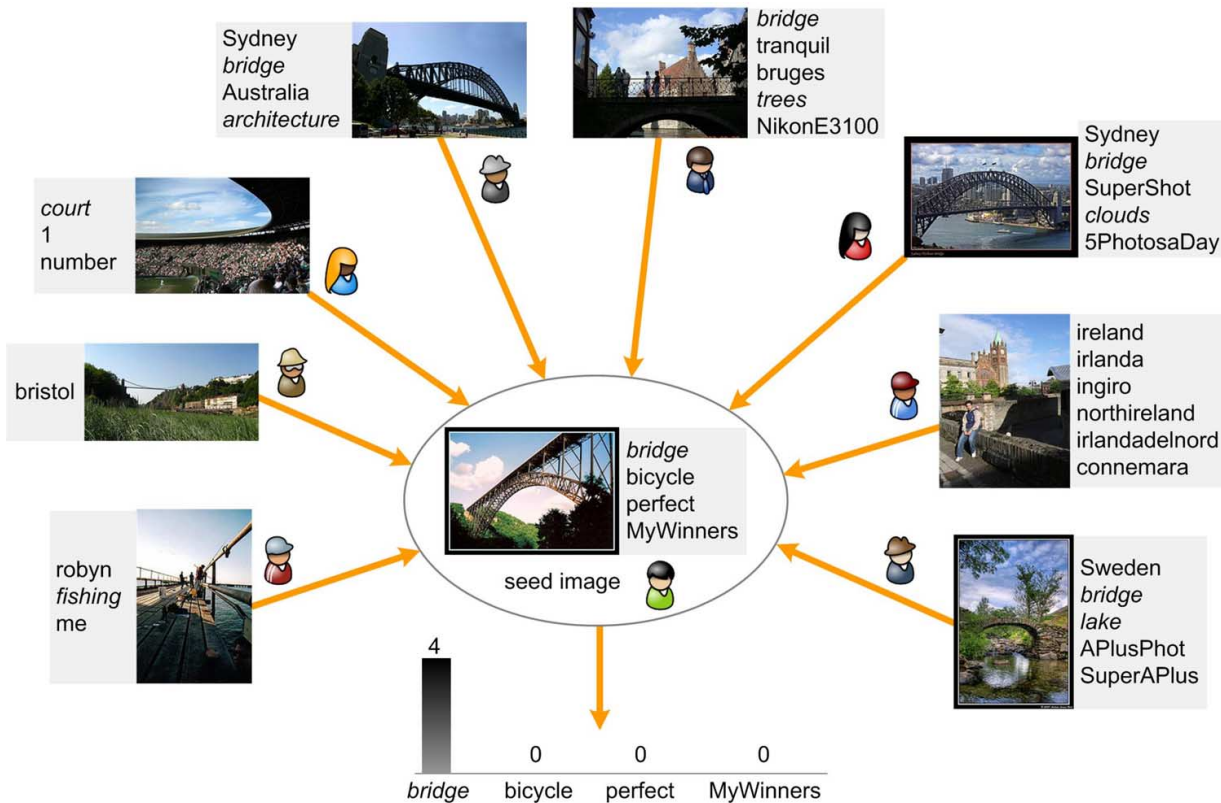 Sydney
bridge
Australia
architecture
bridge
tranquil
bruges
trees
NikonE3100
Sydney
bridge
SuperShot
clouds
5PhotosaDay
court
1
number
ireland
irlanda
ingiro
northireland
irlandadelnord
connemara
bristol
bridge
bicycle
perfect
MyWinners
seed image
robyn
fishing
me
Sweden
bridge
lake
APlusPhot
SuperAPlus
4
0 0 0
bridge bicycle perfect MyWinners